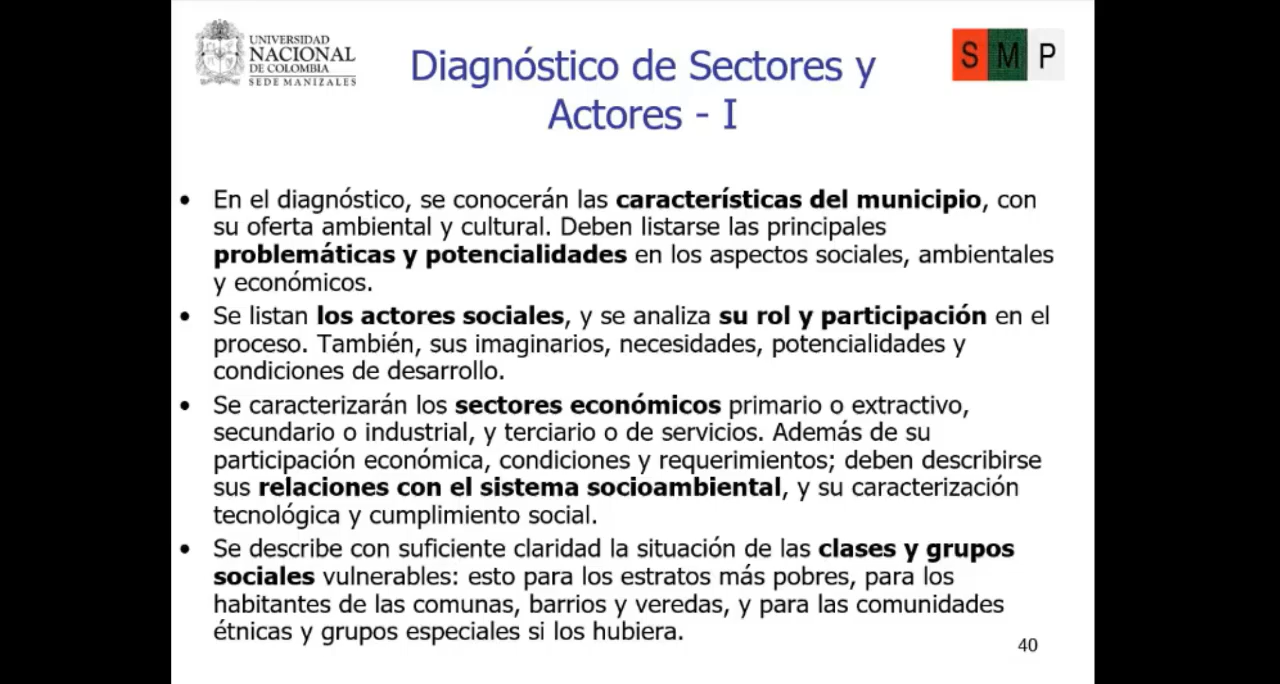 UNIVERSIDAD
NACIONAL
DE COLOMBIA
SEDE MANIZALES
Diagnóstico de Sectores y
Actores - I
S M P
• En el diagnóstico, se conocerán las características del municipio, con
su oferta ambiental y cultural. Deben listarse las principales
problemáticas y potencialidades en los aspectos sociales, ambientales
y económicos.
• Se listan los actores sociales, y se analiza su rol y participación en el
proceso. También, sus imaginarios, necesidades, potencialidades y
condiciones de desarrollo.
• Se caracterizarán los sectores económicos primario o extractivo,
secundario o industrial, y terciario o de servicios. Además de su
participación económica, condiciones y requerimientos; deben describirse
sus relaciones con el sistema socioambiental, y su caracterización
tecnológica y cumplimiento social.
• Se describe con suficiente claridad la situación de las clases y grupos
sociales vulnerables: esto para los estratos más pobres, para los
habitantes de las comunas, barrios y veredas, y para las comunidades
étnicas y grupos especiales si los hubiera.
40